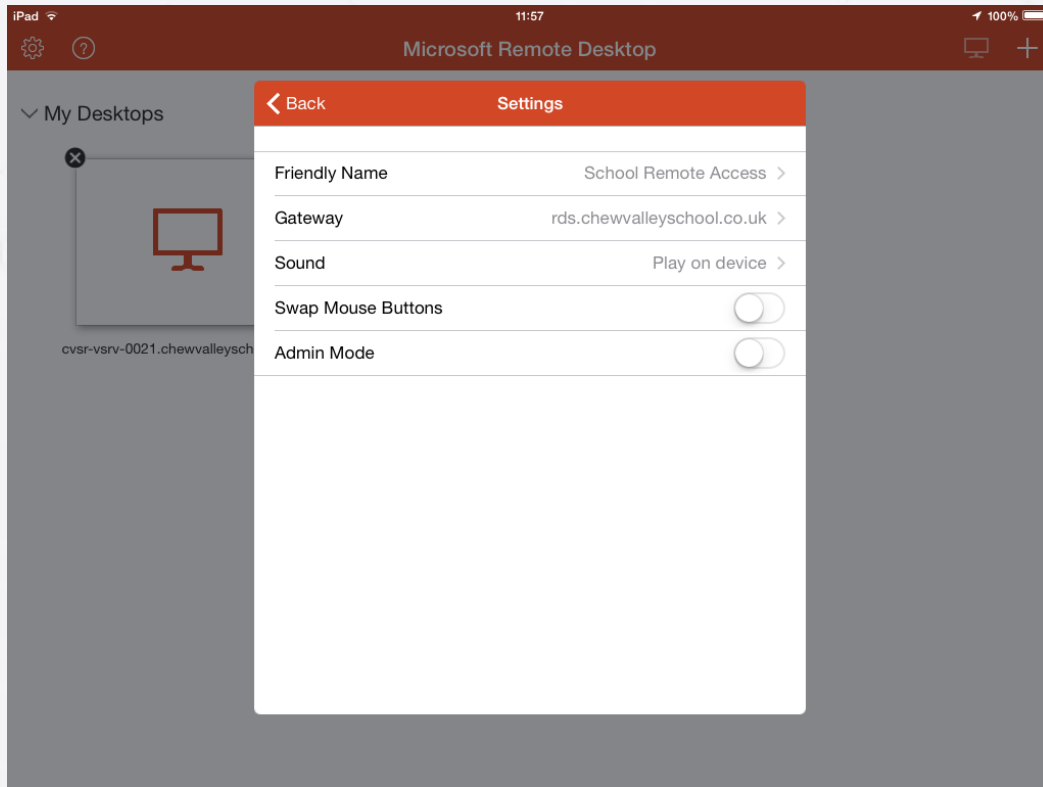 iPad 11:57 100%
? Microsoft Remote Desktop
My Desktops
cvsr-vsrv-0021.chewvalleysch
Back Settings
Friendly Name School Remote Access
Gateway rds.chewvalleyschool.co.uk
Sound Play on device
Swap Mouse Buttons
Admin Mode